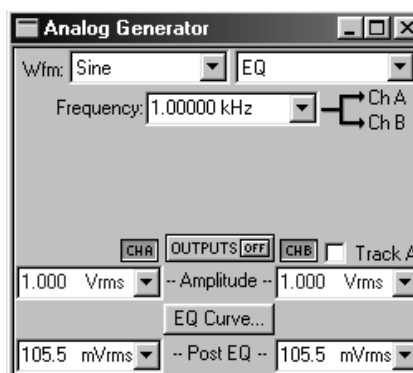 Analog Generator
Wfm: Sine EQ
Frequency: 1.00000 kHz Ch A
Ch B
CHA OUTPUTS OFF CHB Track A
1.000 Vrms -- Amplitude -- 1.000 Vrms
EQ Curve...
105.5 mVrms -- Post EQ -- 105.5 mVrms